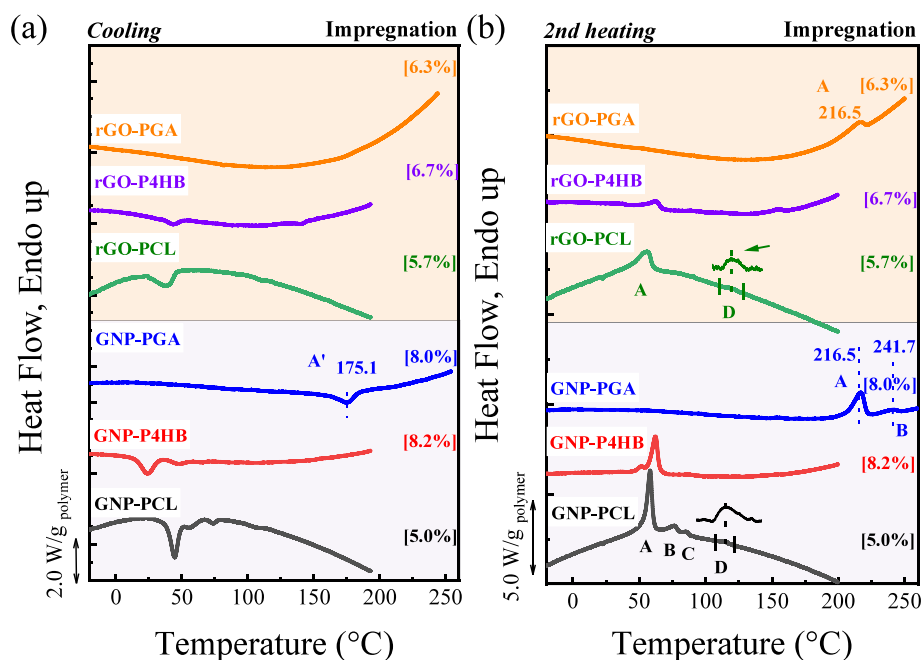 (a)
Cooling
Impregnation
[6.3%]
rGO-PGA
[6.7%]
rGO-P4HB
rGO-PCL
[5.7%]
GNP-PGA
A'
175.1
[8.0%]
GNP-P4HB
[8.2%]
GNP-PCL
[5.0%]
Heat Flow, Endo up
2.0 W/g polymer
0
50
100
150
200
250
Temperature (°C)
(b)
2nd heating
Impregnation
A
[6.3%]
216.5
rGO-PGA
rGO-P4HB
[6.7%]
rGO-PCL
[5.7%]
A
D
216.5
241.7
GNP-PGA
A
[8.0%]
B
GNP-P4HB
[8.2%]
GNP-PCL
[5.0%]
A
B
C
D
Heat Flow, Endo up
5.0 W/g polymer
0
50
100
150
200
250
Temperature (°C)